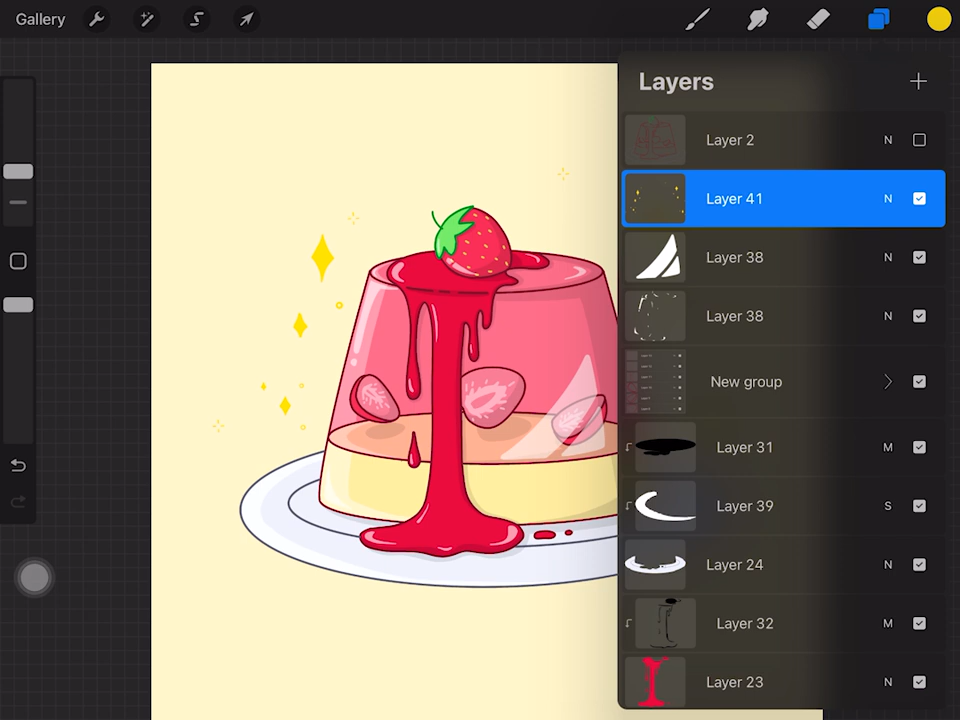 Gallery
Layers
Layer 2 N
Layer 41 N
Layer 38 N
Layer 38 N
New group
Layer 31 M
Layer 39 S
Layer 24 N
Layer 32 M
Layer 23 N